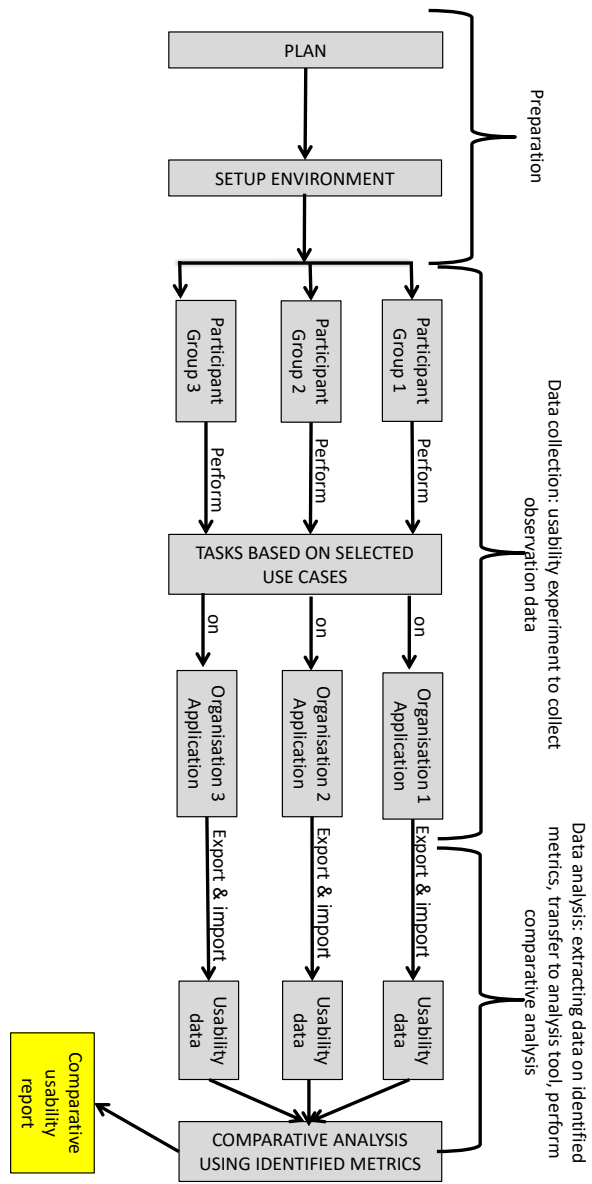 PLAN
Preparation
SETUP ENVIRONMENT
Participant
Group 3
Participant
Group 2
Participant
Group 1
Perform
Perform
Perform
Data collection: usability experiment to collect
observation data
TASKS BASED ON SELECTED
USE CASES
on
on
on
Organisation 3
Application
Organisation 2
Application
Organisation 1
Application
Export & import
Export & import
Export & import
Data analysis: extracting data on identified
metrics, transfer to analysis tool, perform
comparative analysis
Usability
data
Usability
data
Usability
data
COMPARATIVE ANALYSIS
USING IDENTIFIED METRICS
Comparative
usability
report